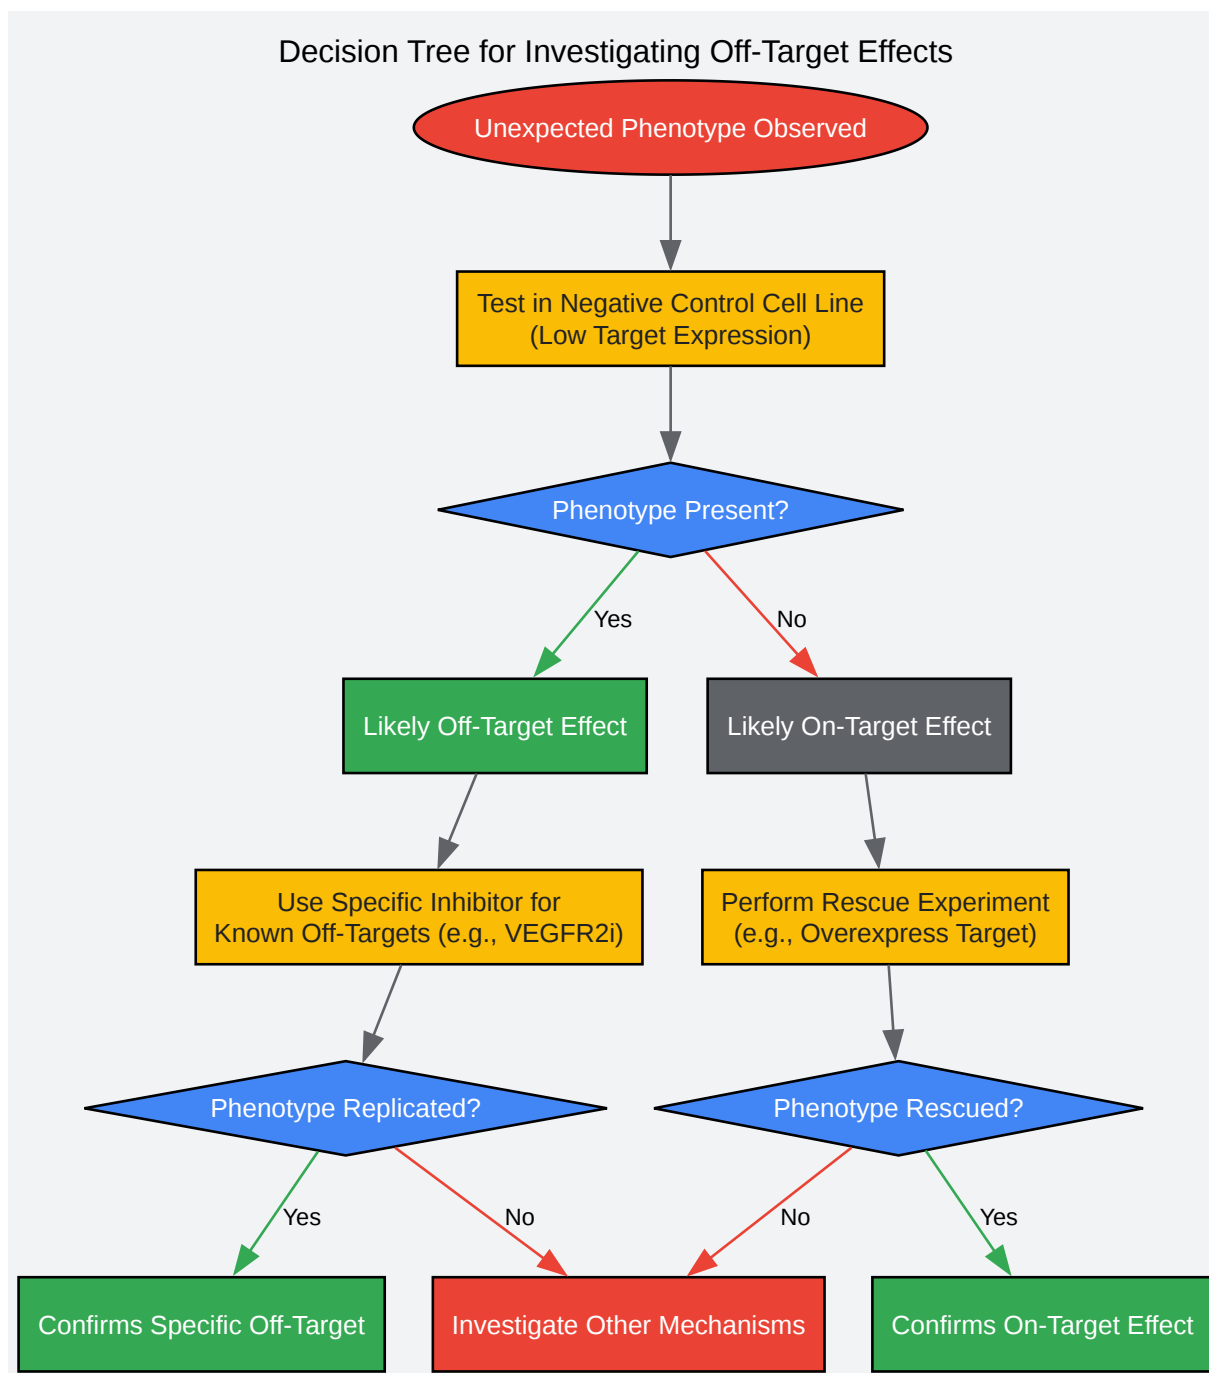 Decision Tree for Investigating Off-Target Effects
Unexpected Phenotype Observed
Test in Negative Control Cell Line
(Low Target Expression)
Phenotype Present?
Yes
No
Likely Off-Target Effect
Likely On-Target Effect
Use Specific Inhibitor for
Known Off-Targets (e.g., VEGFR2i)
Perform Rescue Experiment
(e.g., Overexpress Target)
Phenotype Replicated?
Phenotype Rescued?
Yes
No
No
Yes
Confirms Specific Off-Target
Investigate Other Mechanisms
Confirms On-Target Effect